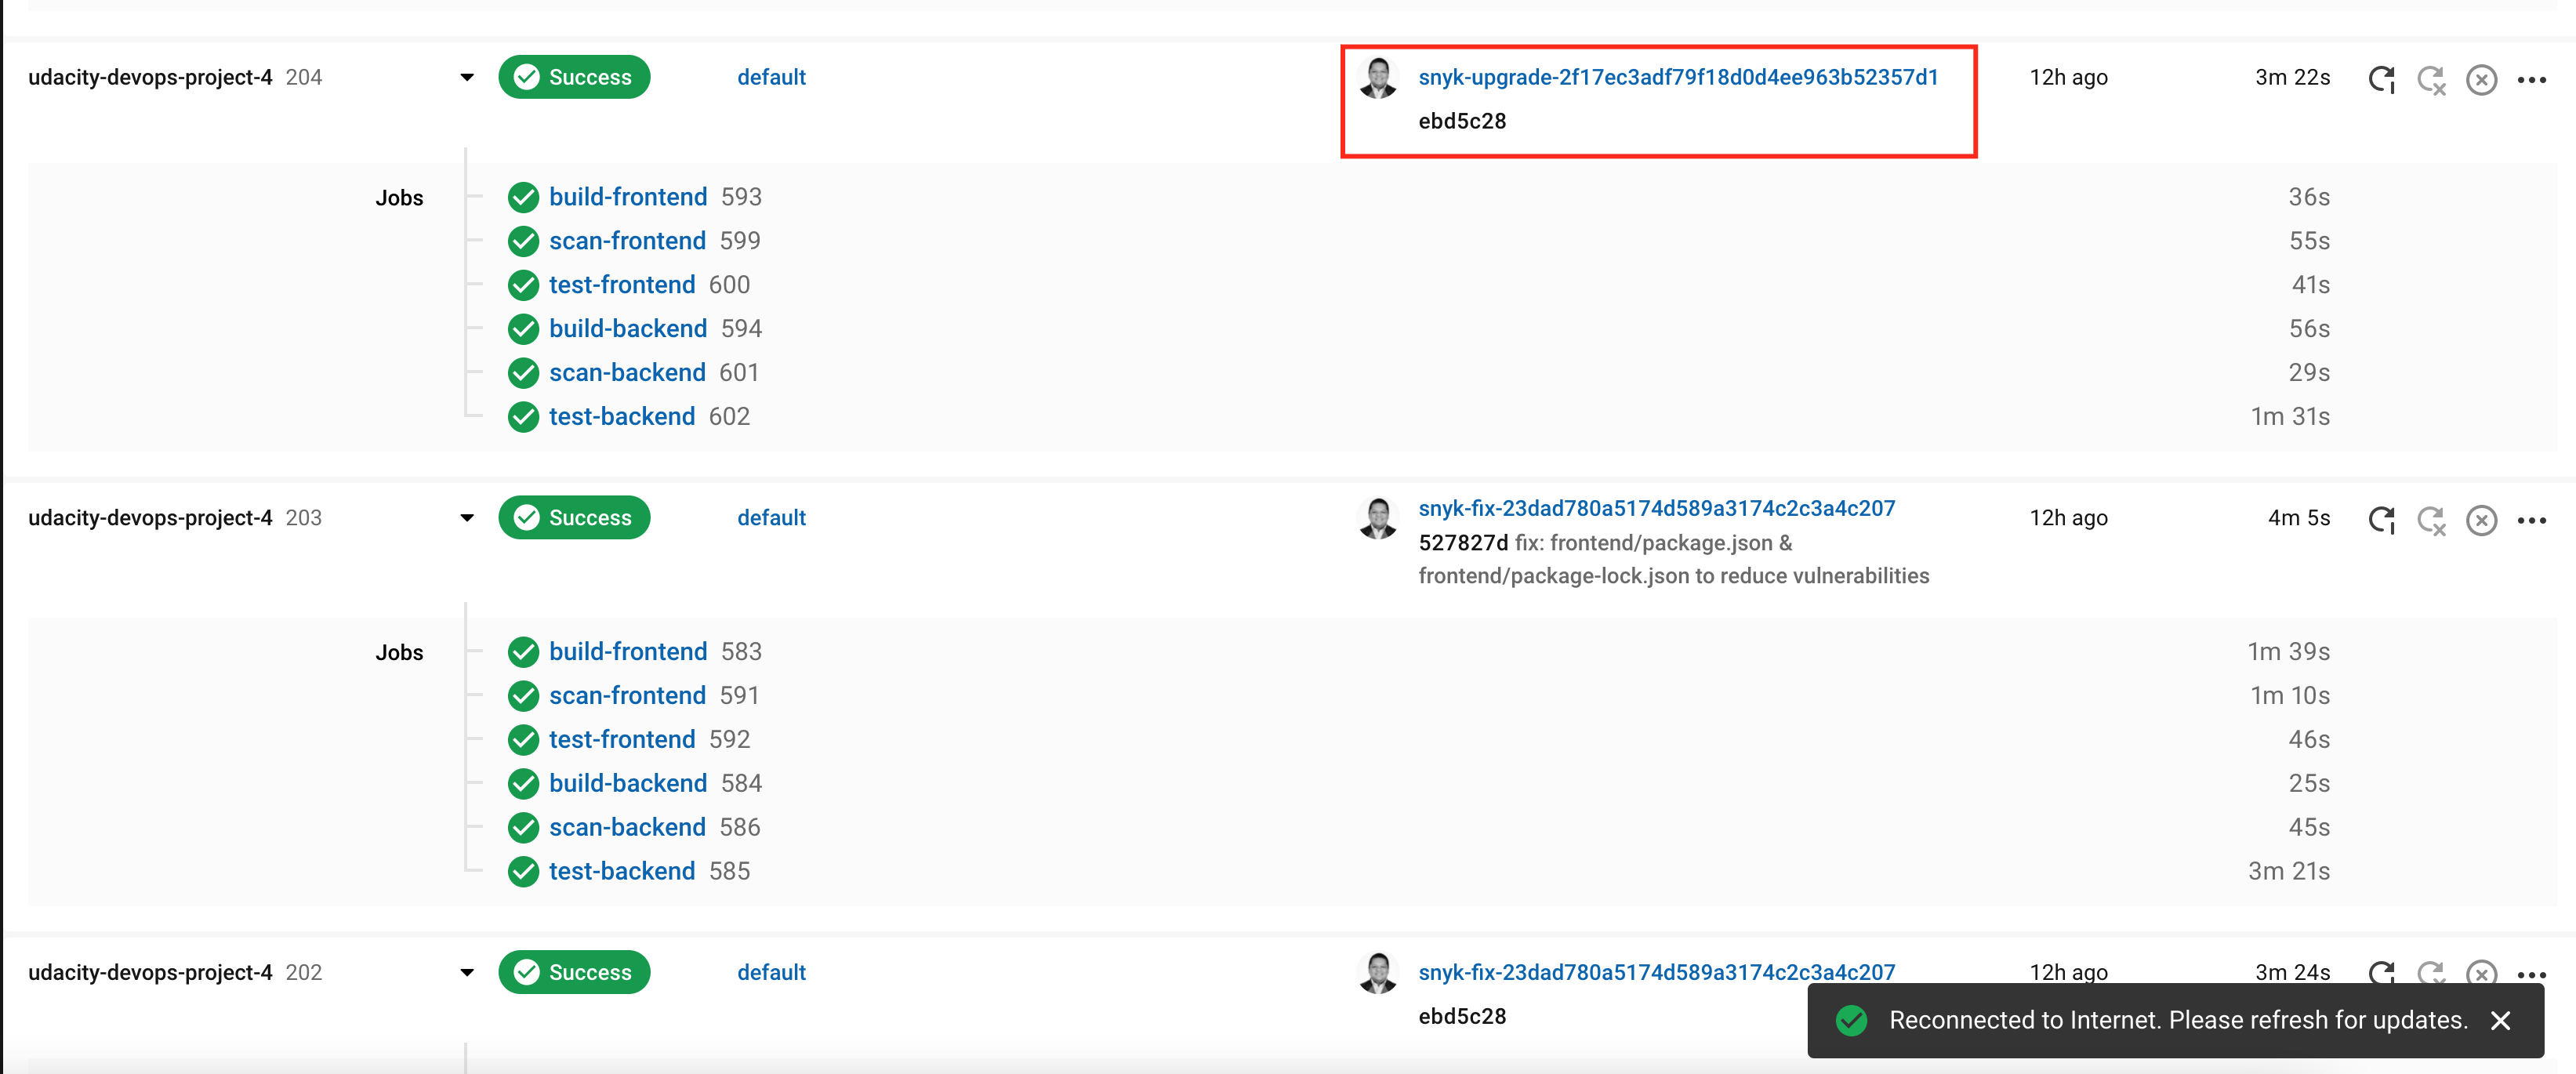 udacity-devops-project-4 204 Success default snyk-upgrade-2f17ec3adf79f18d0d4ee963b52357d1 12h ago 3m 22s
ebd5c28
Jobs build-frontend 593 36s
scan-frontend 599 55s
test-frontend 600 41s
build-backend 594 56s
scan-backend 601 29s
test-backend 602 1m 31s
udacity-devops-project-4 203 Success default snyk-fix-23dad780a5174d589a3174c2c3a4c207 12h ago 4m 5s
527827d fix: frontend/package.json &
frontend/package-lock.json to reduce vulnerabilities
Jobs build-frontend 583 1m 39s
scan-frontend 591 1m 10s
test-frontend 592 46s
build-backend 584 25s
scan-backend 586 45s
test-backend 585 3m 21s
udacity-devops-project-4 202 Success default snyk-fix-23dad780a5174d589a3174c2c3a4c207 12h ago 3m 24s
ebd5c28
Reconnected to Internet. Please refresh for updates.